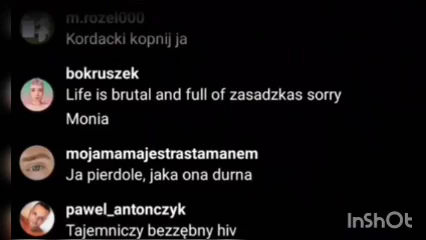 m.rozel000
Kordacki kopnij ja
bokruszek
Life is brutal and full of zasadzkas sorry
Monia
mojamamajestrastamanem
Ja pierdole, jaka ona durna
pawel_antonczyk
Tajemniczy bezzębny hiv
InShOt